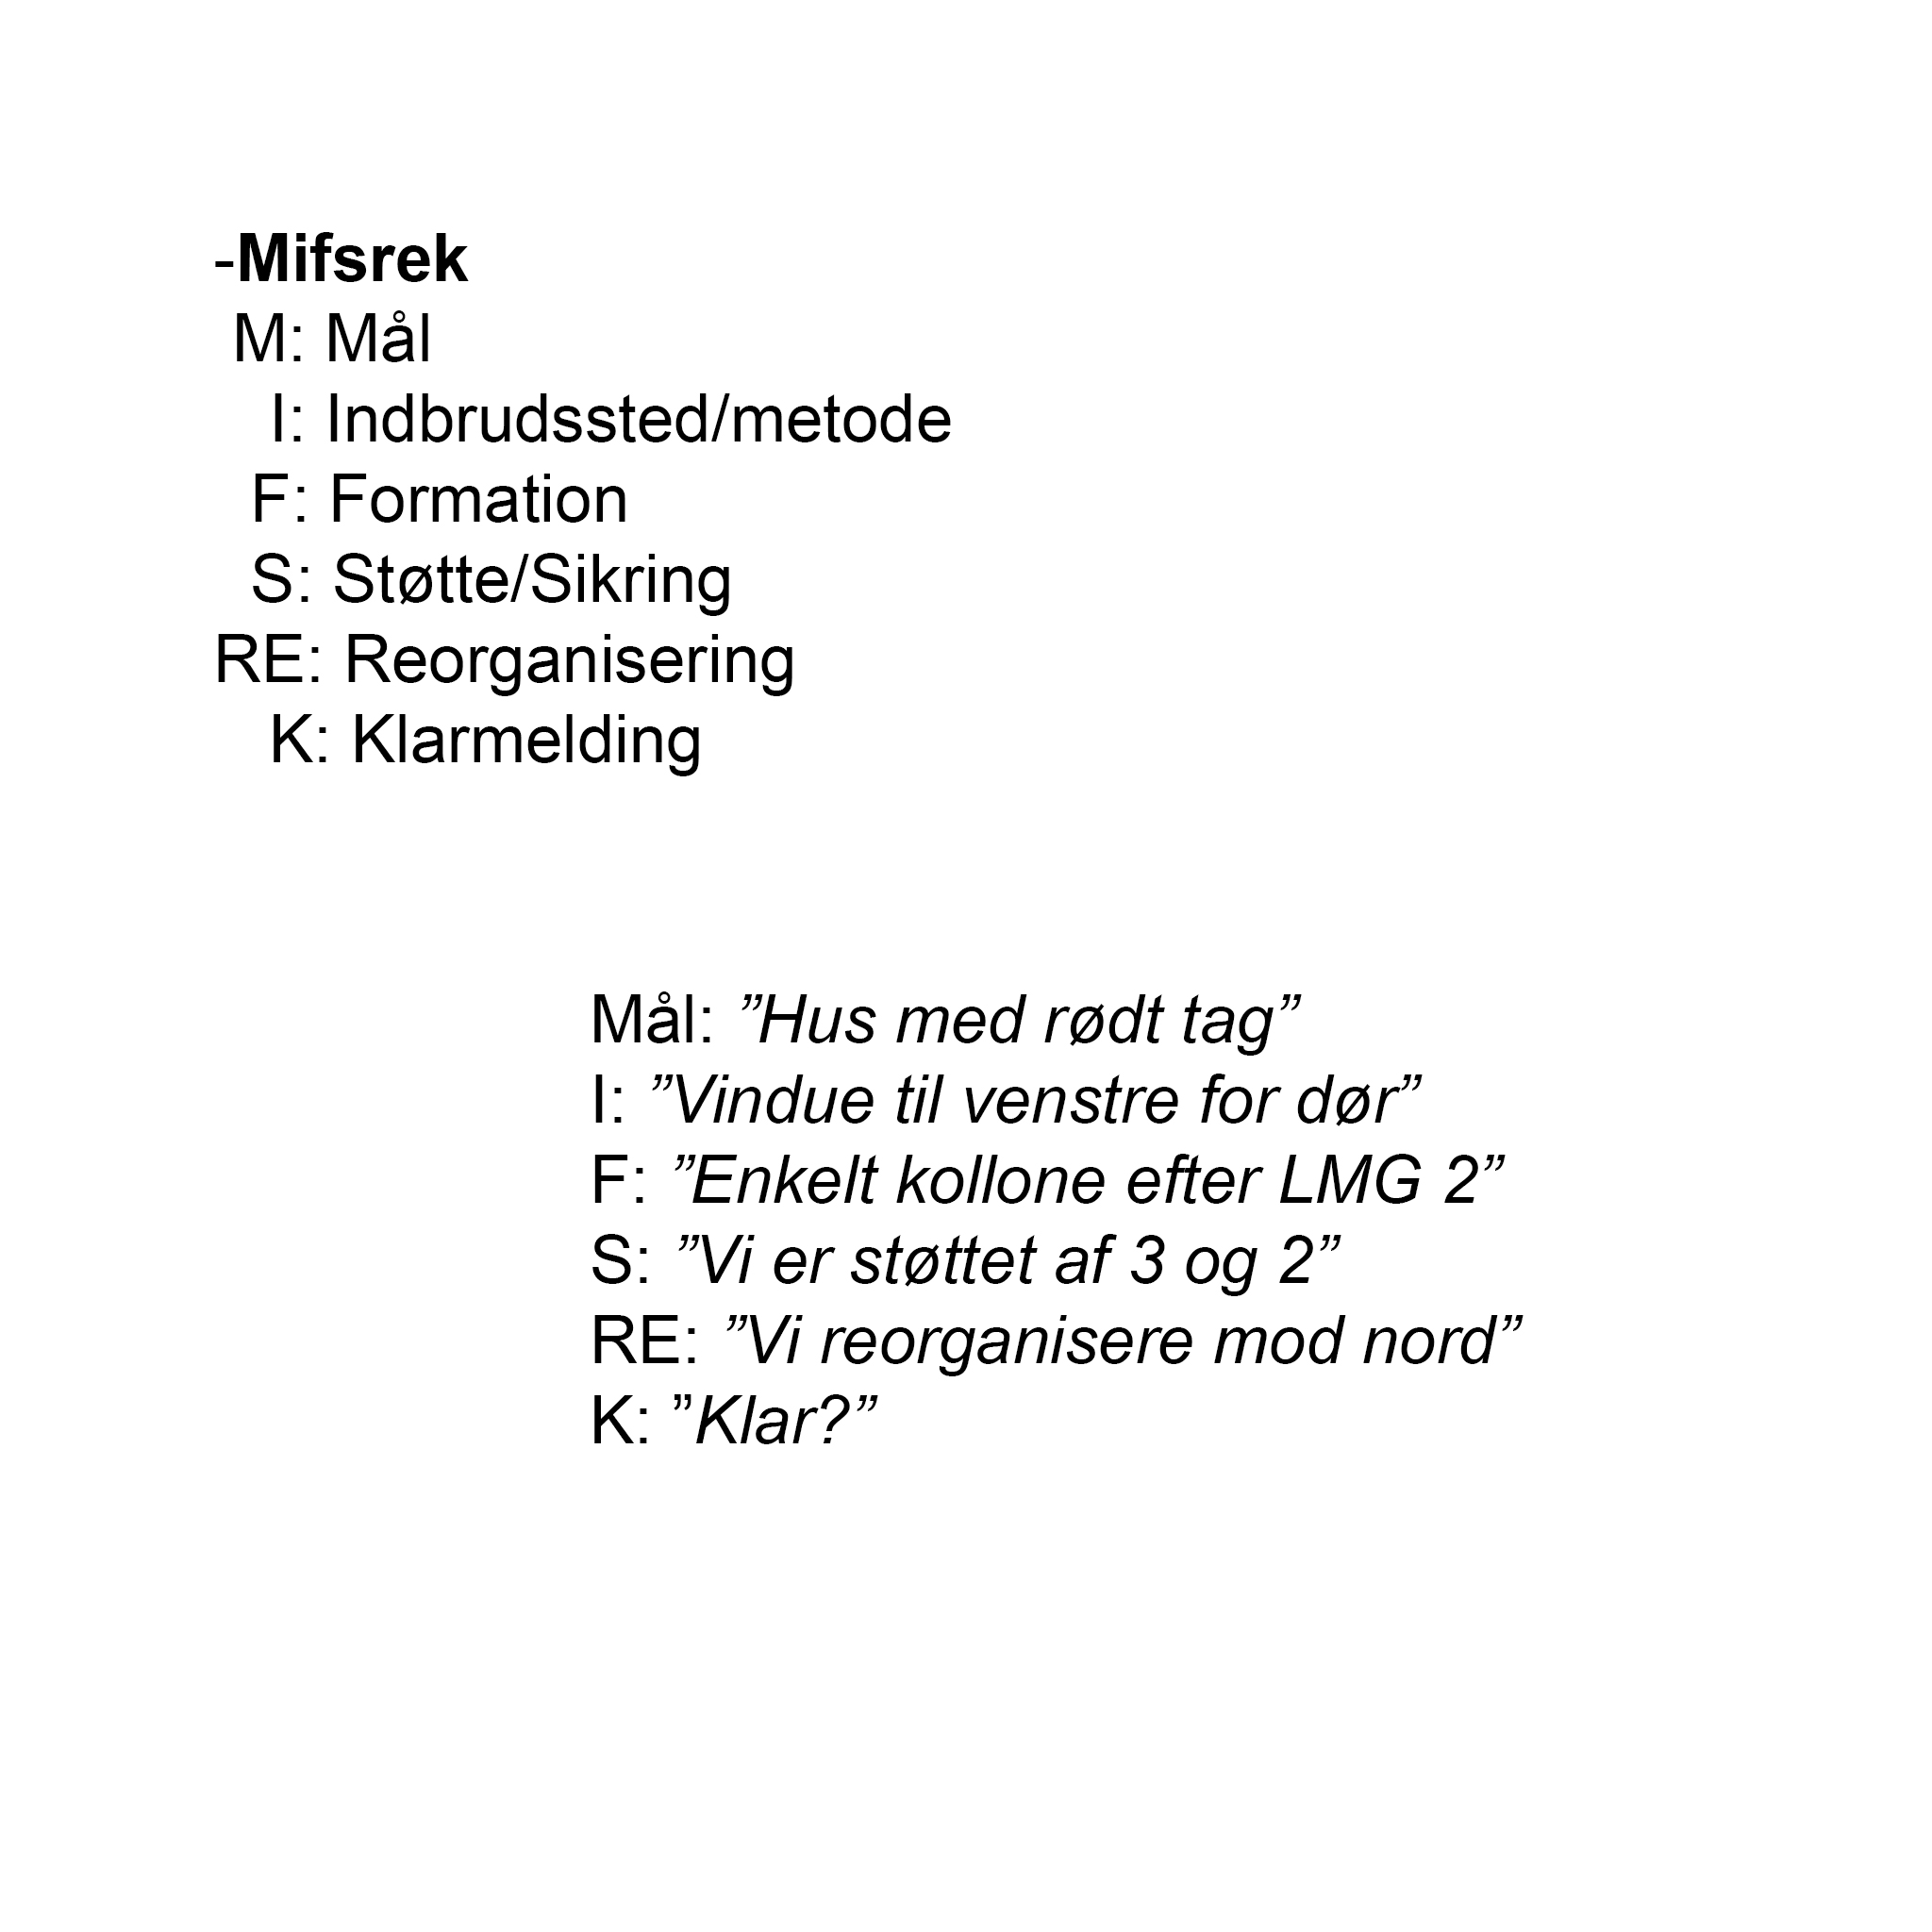 -Mifsrek
M: Mål
I: Indbrudssted/metode
F: Formation
S: Støtte/Sikring
RE: Reorganisering
K: Klarmelding
Mål: ”Hus med rødt tag”
I: ”Vindue til venstre for dør”
F: ”Enkelt kollone efter LMG 2”
S: ”Vi er støttet af 3 og 2”
RE: ”Vi reorganisere mod nord”
K: ”Klar?”